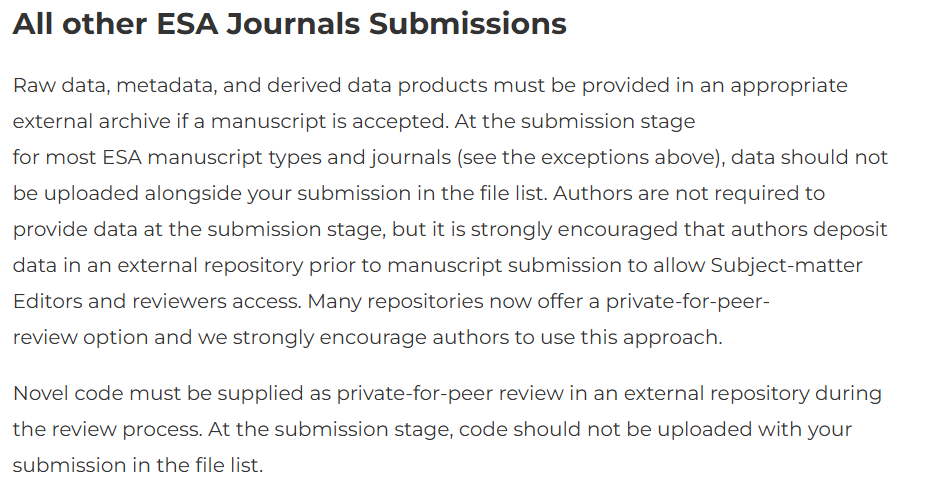 All other ESA Journals Submissions
Raw data, metadata, and derived data products must be provided in an appropriate
external archive if a manuscript is accepted. At the submission stage
for most ESA manuscript types and journals (see the exceptions above), data should not
be uploaded alongside your submission in the file list. Authors are not required to
provide data at the submission stage, but it is strongly encouraged that authors deposit
data in an external repository prior to manuscript submission to allow Subject-matter
Editors and reviewers access. Many repositories now offer a private-for-peer-
review option and we strongly encourage authors to use this approach.
Novel code must be supplied as private-for-peer review in an external repository during
the review process. At the submission stage, code should not be uploaded with your
submission in the file list.